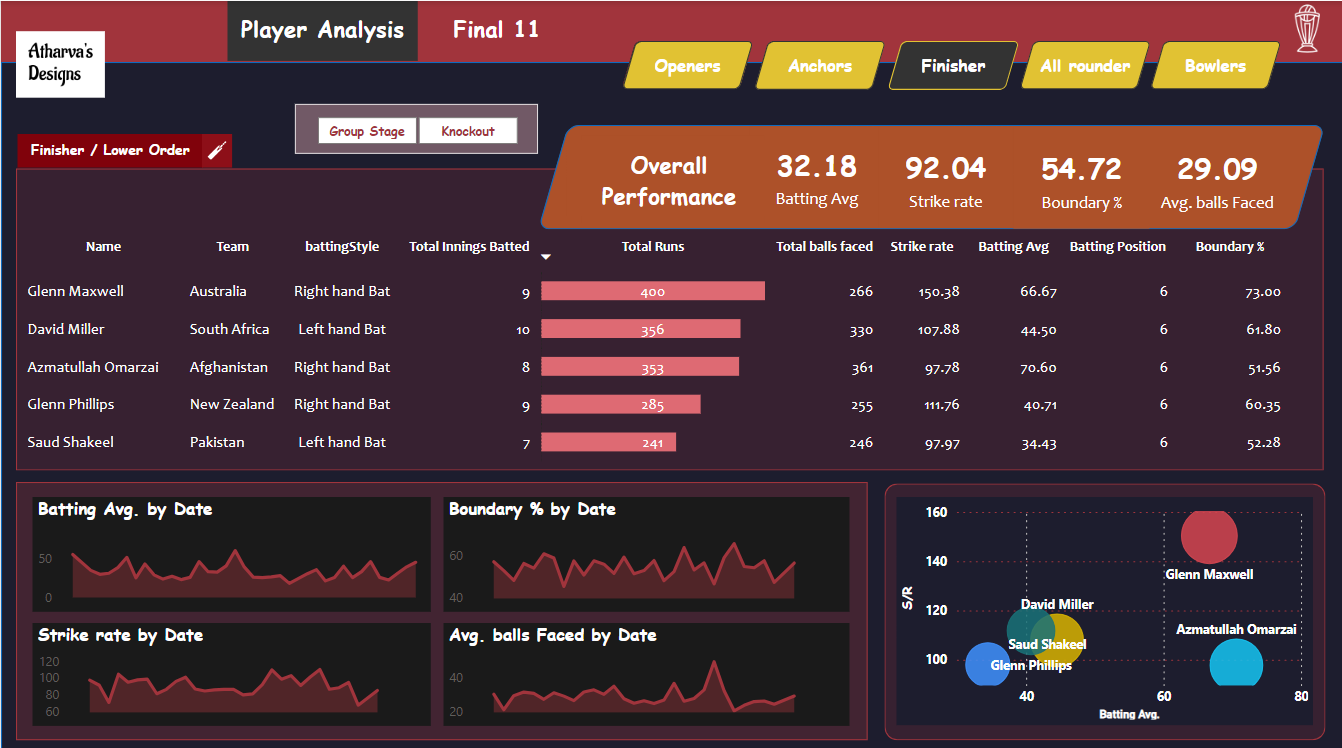 Player Analysis
Final 11
Atharva's
Designs
Openers
Anchors
Finisher
All rounder
Bowlers
Group Stage
Knockout
Finisher / Lower Order
Overall
Performance
32.18
Batting Avg
92.04
Strike rate
54.72
Boundary %
29.09
Avg. balls Faced
Name Team battingStyle Total Innings Batted Total Runs Total balls faced Strike rate Batting Avg Batting Position Boundary %
Glenn Maxwell Australia Right hand Bat 9 400 266 150.38 66.67 6 73.00
David Miller South Africa Left hand Bat 10 356 330 107.88 44.50 6 61.80
Azmatullah Omarzai Afghanistan Right hand Bat 8 353 361 97.78 70.60 6 51.56
Glenn Phillips New Zealand Right hand Bat 9 285 255 111.76 40.71 6 60.35
Saud Shakeel Pakistan Left hand Bat 7 241 246 97.97 34.43 6 52.28
Batting Avg. by Date
50
0
Boundary % by Date
60
40
Strike rate by Date
120
100
80
60
Avg. balls Faced by Date
40
20
160
140
120
100
S/R
Glenn Maxwell
David Miller
Azmatullah Omarzai
Saud Shakeel
Glenn Phillips
40 60 80
Batting Avg.